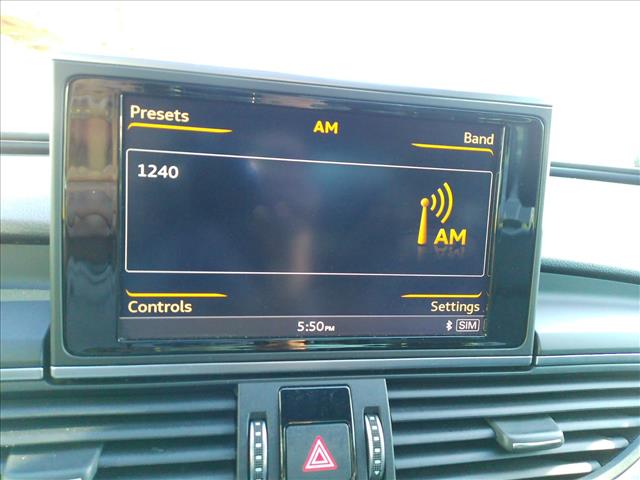 Presets
AM
Band
1240
AM
Controls
Settings
5:50PM
SIM